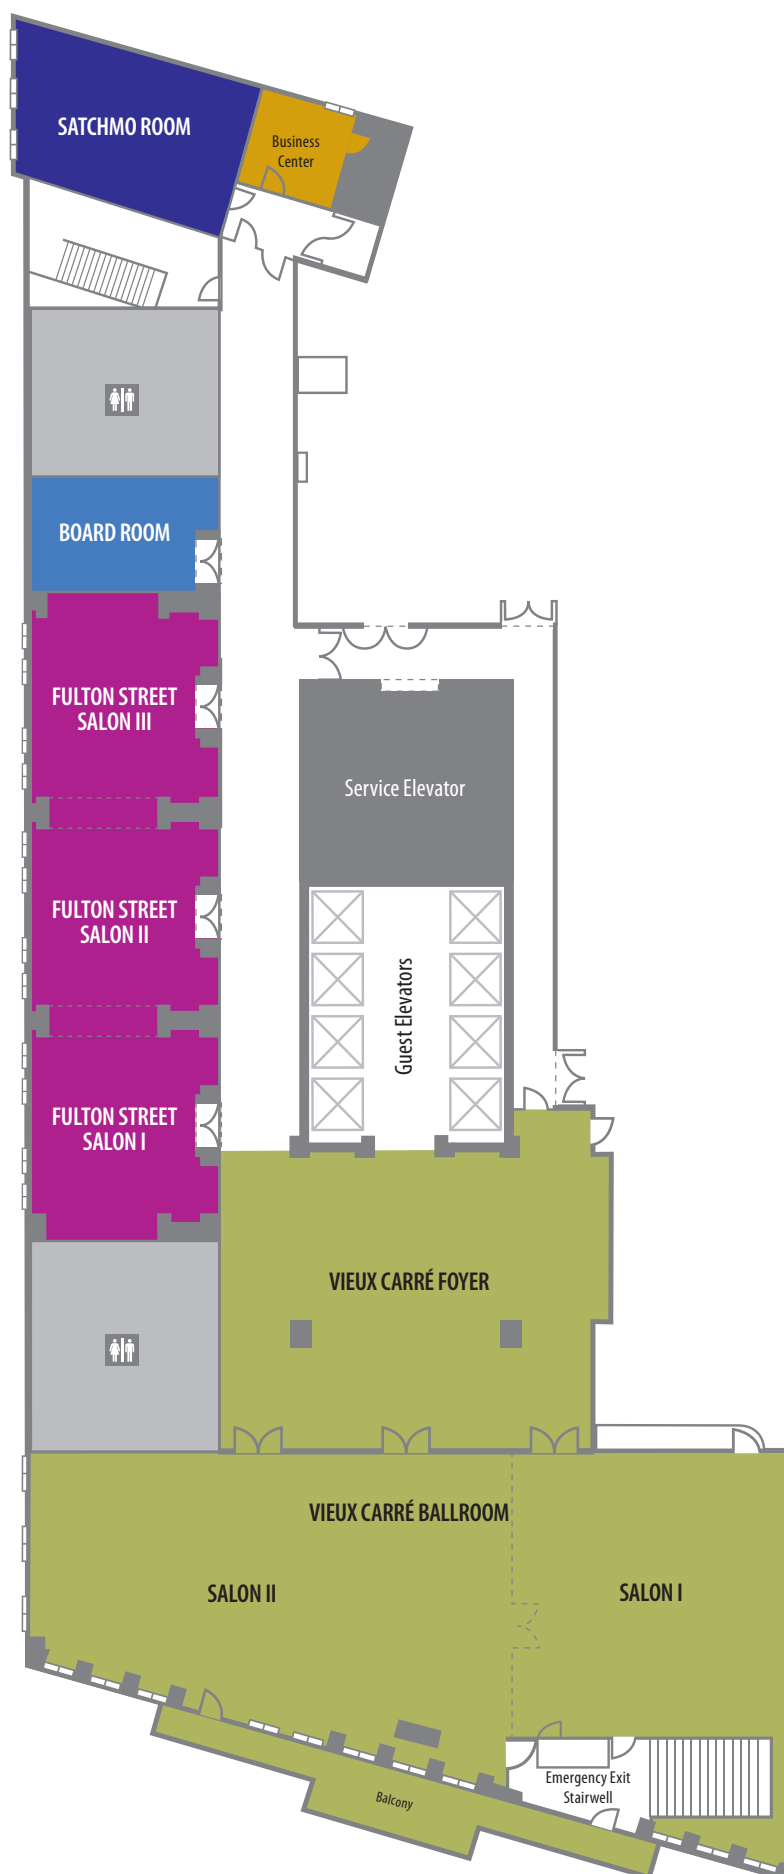 SATCHMO ROOM
Business
Center
BOARD ROOM
FULTON STREET
SALON III
Service Elevator
FULTON STREET
SALON II
Guest Elevators
FULTON STREET
SALON I
VIEUX CARRÉ FOYER
VIEUX CARRÉ BALLROOM
SALON II
SALON I
Emergency Exit
Stairwell
Balcony